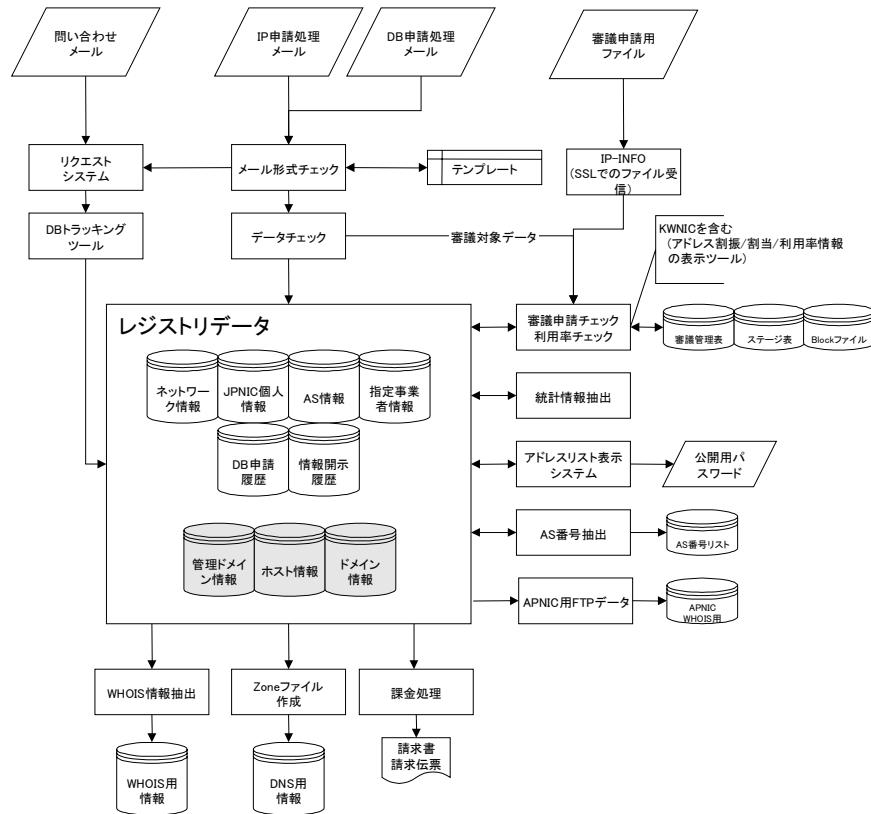 問い合わせ
メール
IP申請処理
メール
DB申請処理
メール
審議申請用
ファイル
リクエスト
システム
メール形式チェック
テンプレート
IP-INFO
(SSLでのファイル受
信)
DBトラッキング
ツール
データチェック
審議対象データ
KWNICを含む
(アドレス割振/割当/利用率情報
の表示ツール)
レジストリデータ
審議申請チェック
利用率チェック
審議管理表
ステージ表
Blockファイル
ネットワー
ク情報
JPNIC個人
情報
AS情報
指定事業
者情報
統計情報抽出
DB申請
履歴
情報開示
履歴
アドレスリスト表示
システム
公開用パ
スワード
管理ドメイ
ン情報
ホスト情報
ドメイン
情報
AS番号抽出
AS番号リスト
APNIC用FTPデータ
APNIC
WHOIS用
WHOIS情報抽出
Zoneファイル
作成
課金処理
WHOIS用
情報
DNS用
情報
請求書
請求伝票